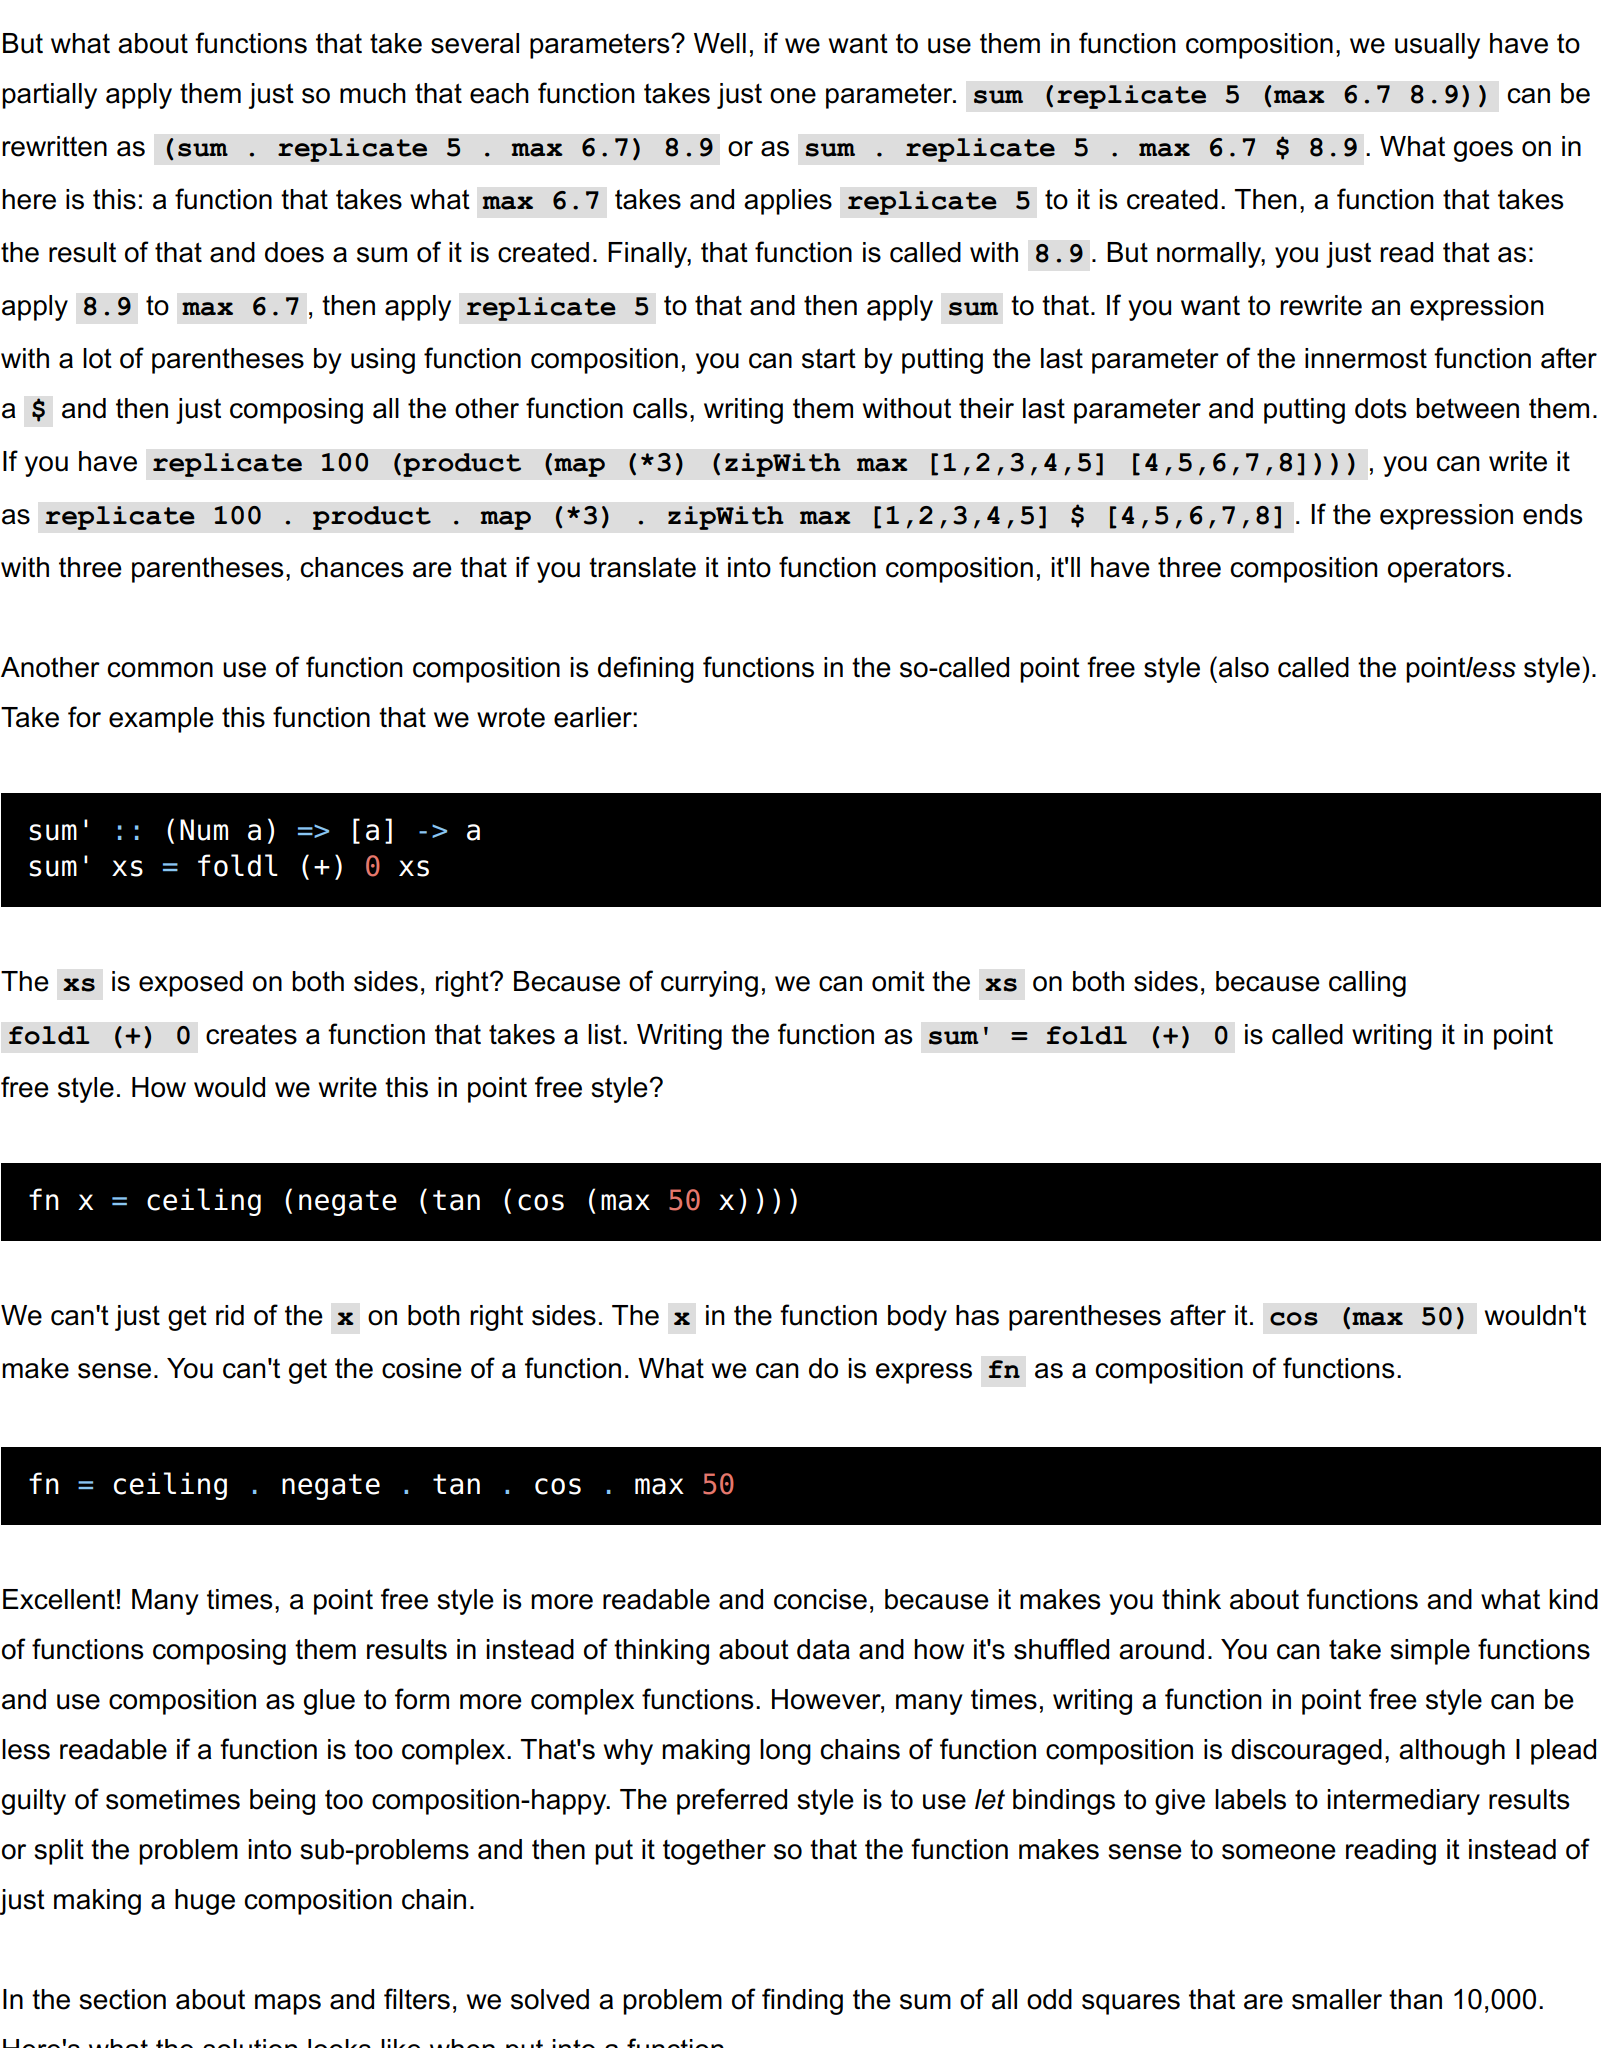 But what about functions that take several parameters? Well, if we want to use them in function composition, we usually have to
partially apply them just so much that each function takes just one parameter. sum (replicate 5 (max 6.7 8.9)) can be
rewritten as (sum . replicate 5 . max 6.7) 8.9 or as sum . replicate 5 . max 6.7 $ 8.9. What goes on in
here is this: a function that takes what max 6.7 takes and applies replicate 5 to it is created. Then, a function that takes
the result of that and does a sum of it is created. Finally, that function is called with 8.9. But normally, you just read that as:
apply 8.9 to max 6.7, then apply replicate 5 to that and then apply sum to that. If you want to rewrite an expression
with a lot of parentheses by using function composition, you can start by putting the last parameter of the innermost function after
a $ and then just composing all the other function calls, writing them without their last parameter and putting dots between them.
If you have replicate 100 (product (map (*3) (zipWith max [1,2,3,4,5] [4,5,6,7,8]))), you can write it
as replicate 100 . product . map (*3) . zipWith max [1,2,3,4,5] $ [4,5,6,7,8]. If the expression ends
with three parentheses, chances are that if you translate it into function composition, it'll have three composition operators.
Another common use of function composition is defining functions in the so-called point free style (also called the pointless style).
Take for example this function that we wrote earlier:
sum' :: (Num a) => [a] -> a
sum' xs = foldl (+) 0 xs
The xs is exposed on both sides, right? Because of currying, we can omit the xs on both sides, because calling
foldl (+) 0 creates a function that takes a list. Writing the function as sum' = foldl (+) 0 is called writing it in point
free style. How would we write this in point free style?
fn x = ceiling (negate (tan (cos (max 50 x))))
We can't just get rid of the x on both right sides. The x in the function body has parentheses after it. cos (max 50) wouldn't
make sense. You can't get the cosine of a function. What we can do is express fn as a composition of functions.
fn = ceiling . negate . tan . cos . max 50
Excellent! Many times, a point free style is more readable and concise, because it makes you think about functions and what kind
of functions composing them results in instead of thinking about data and how it's shuffled around. You can take simple functions
and use composition as glue to form more complex functions. However, many times, writing a function in point free style can be
less readable if a function is too complex. That's why making long chains of function composition is discouraged, although I plead
guilty of sometimes being too composition-happy. The preferred style is to use let bindings to give labels to intermediary results
or split the problem into sub-problems and then put it together so that the function makes sense to someone reading it instead of
just making a huge composition chain.
In the section about maps and filters, we solved a problem of finding the sum of all odd squares that are smaller than 10,000.
Here's what the solution looks like when put into a function